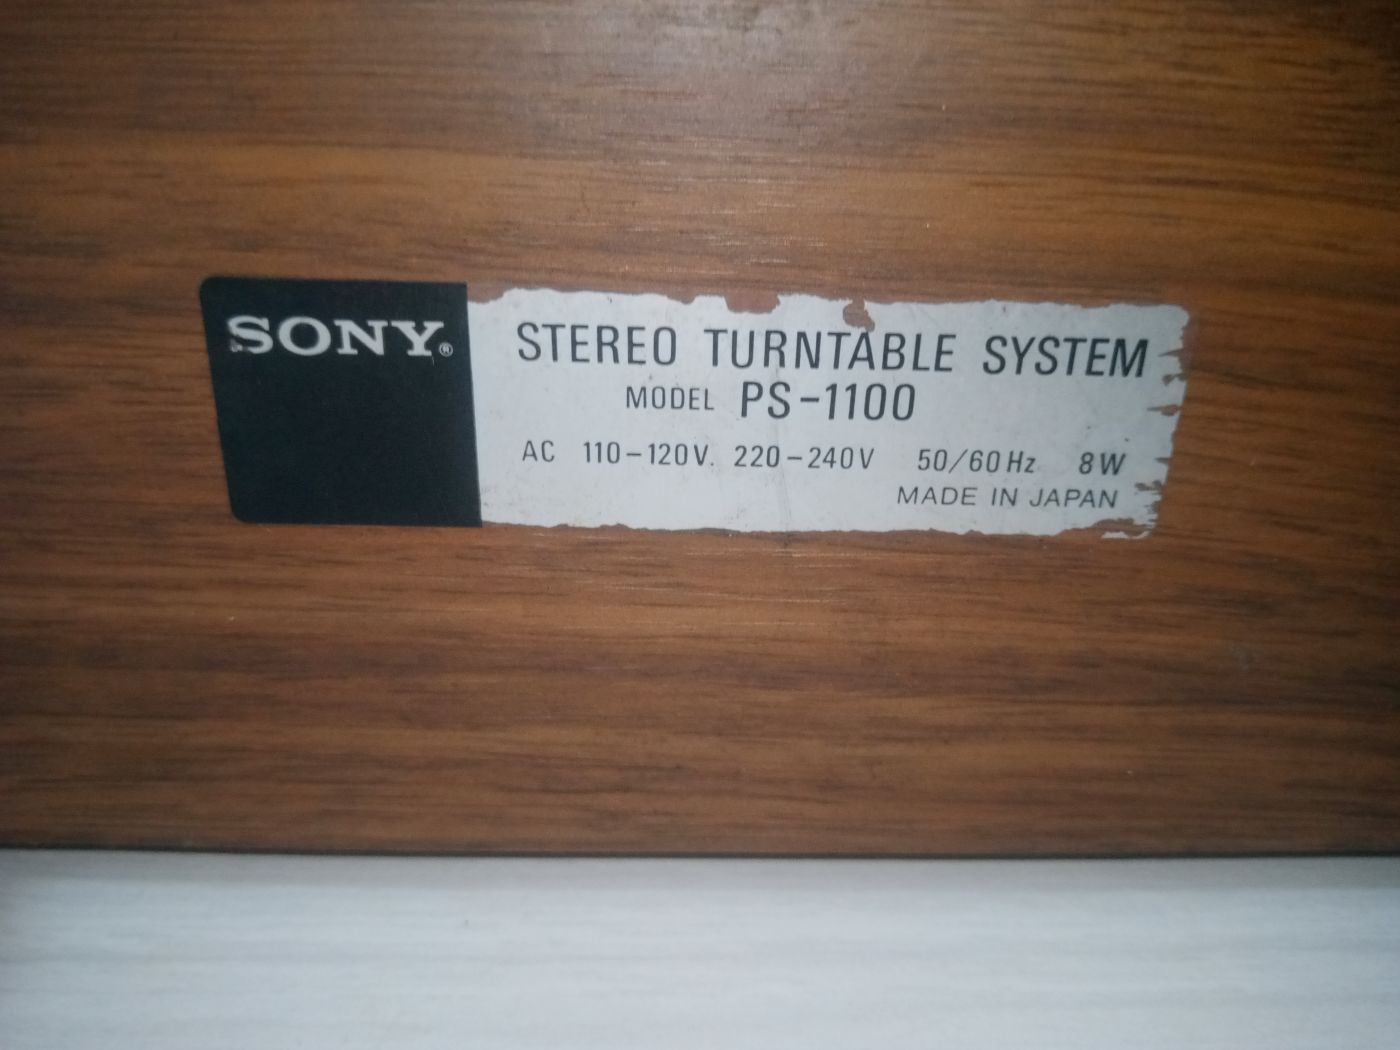 SONY®
STEREO TURNTABLE SYSTEM
MODEL PS-1100
AC 110-120V. 220-240V 50/60Hz 8W
MADE IN JAPAN